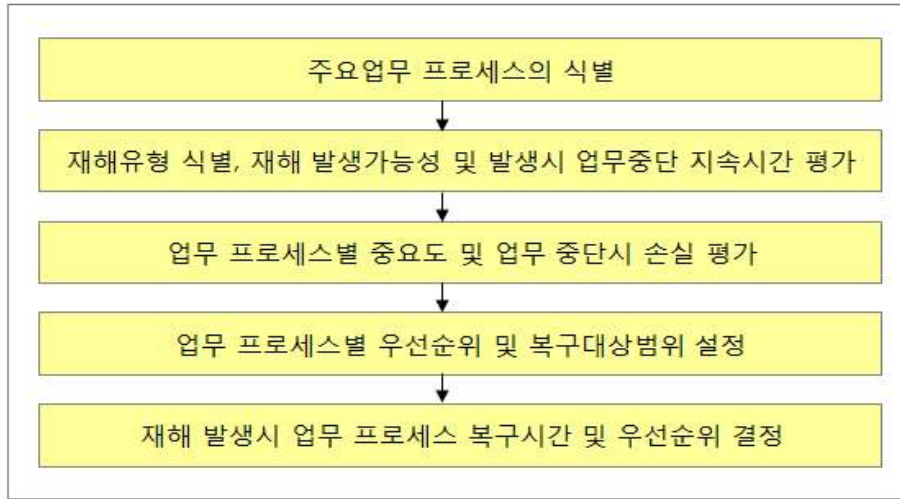 주요업무 프로세스의 식별
재해유형 식별, 재해 발생가능성 및 발생시 업무중단 지속시간 평가
업무 프로세스별 중요도 및 업무 중단시 손실 평가
업무 프로세스별 우선순위 및 복구대상범위 설정
재해 발생시 업무 프로세스 복구시간 및 우선순위 결정